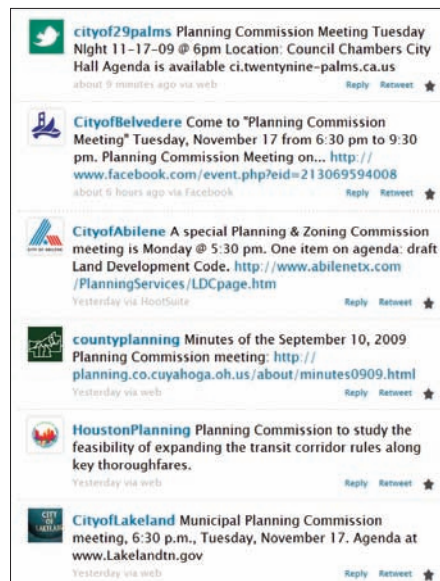 cityof29palms Planning Commission Meeting Tuesday
NIght 11-17-09 @ 6pm Location: Council Chambers City
Hall Agenda is available ci.twentynine-palms.ca.us
about 9 minutes ago via web Reply Retweet
CityofBelvedere Come to "Planning Commission
Meeting" Tuesday, November 17 from 6:30 pm to 9:30
pm. Planning Commission Meeting on... http://
www.facebook.com/event.php?eid=213069594008
about 6 hours ago via Facebook Reply Retweet
CityofAbilene A special Planning & Zoning Commission
meeting is Monday @ 5:30 pm. One item on agenda: draft
Land Development Code. http://www.abilenetx.com
/PlanningServices/LDCpage.htm
CITY OF ABILENE
Yesterday via HootSuite Reply Retweet
countyplanning Minutes of the September 10, 2009
Planning Commission meeting: http://
planning.co.cuyahoga.oh.us/about/minutes0909.html
Yesterday via web Reply Retweet
HoustonPlanning Planning Commission to study the
feasibility of expanding the transit corridor rules along
key thoroughfares.
Yesterday via web Reply Retweet
CITY
OF
LAKELAND
CityofLakeland Municipal Planning Commission
meeting, 6:30 p.m., Tuesday, November 17. Agenda at
www.Lakelandtn.gov
Yesterday via web Reply Retweet